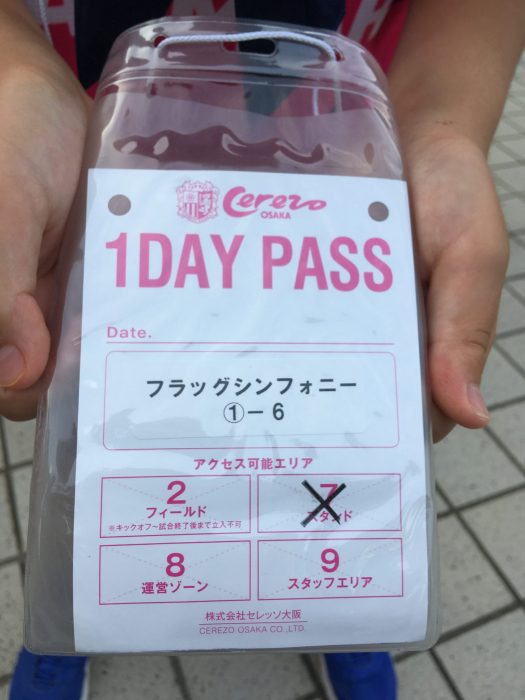 Cerezo
OSAKA
1DAY PASS
Date.
フラッグシンフォニー
①－6
アクセス可能エリア
2
フィールド
※キックオフ～試合終了後まで立入不可
7
スタンド
8
運営ゾーン
9
スタッフエリア
株式会社セレッソ大阪
CEREZO OSAKA CO.,LTD.